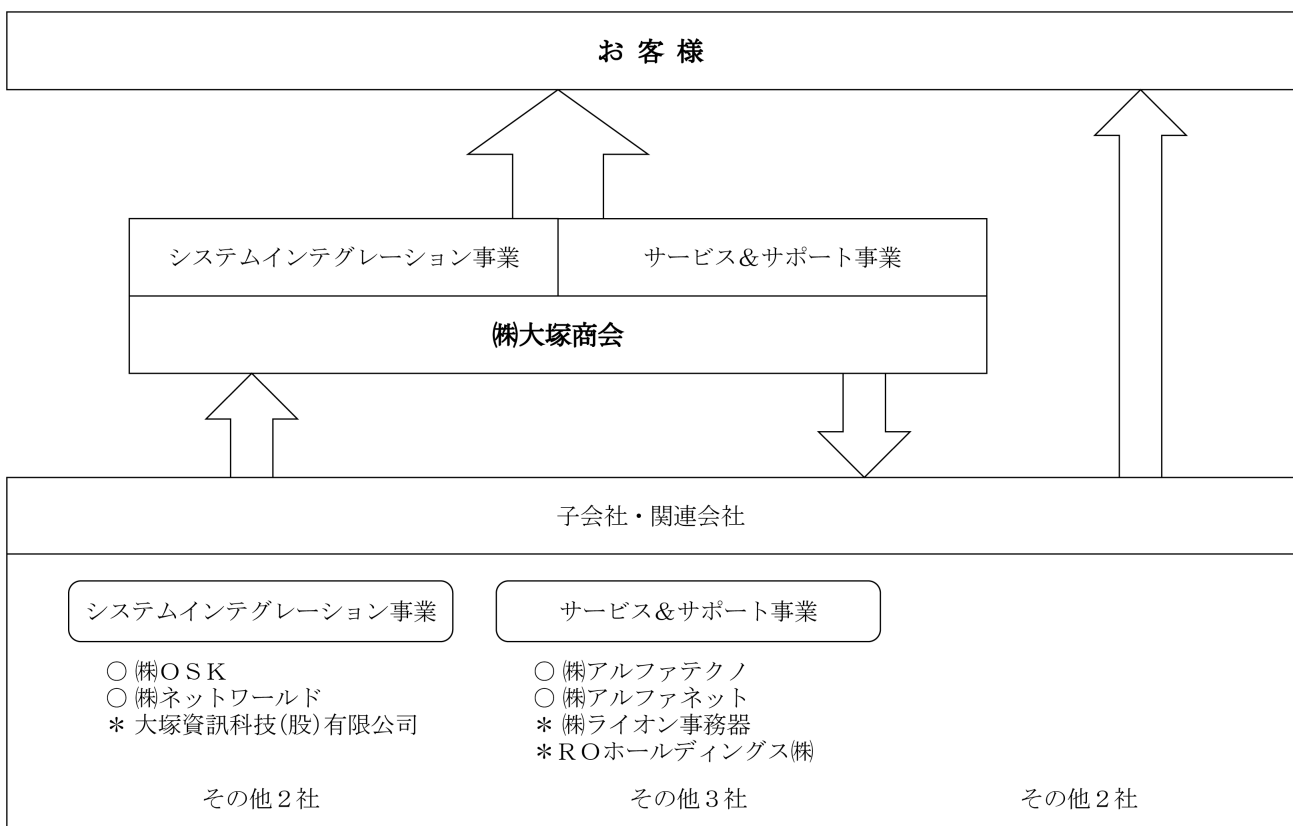 お 客 様
システムインテグレーション事業
サービス&サポート事業
㈱大塚商会
子会社・関連会社
システムインテグレーション事業
○ ㈱OSK
○ ㈱ネットワールド
* 大塚資訊科技(股)有限公司
その他2社
サービス&サポート事業
○ ㈱アルファテクノ
○ ㈱アルファネット
* ㈱ライオン事務器
*ROホールディングス㈱
その他3社
その他2社